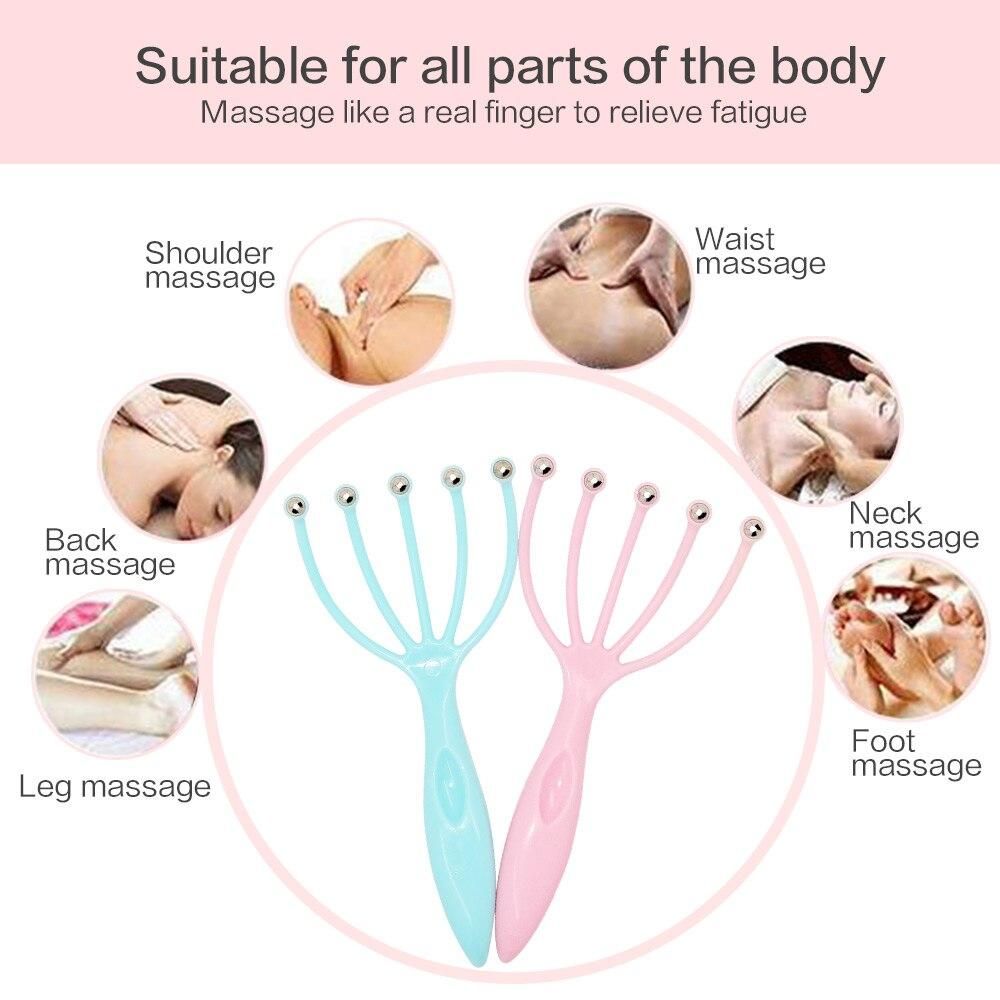 Suitable for all parts of the body
Massage like a real finger to relieve fatigue
Shoulder
massage
Waist
massage
Back
massage
Neck
massage
Leg massage
Foot
massage